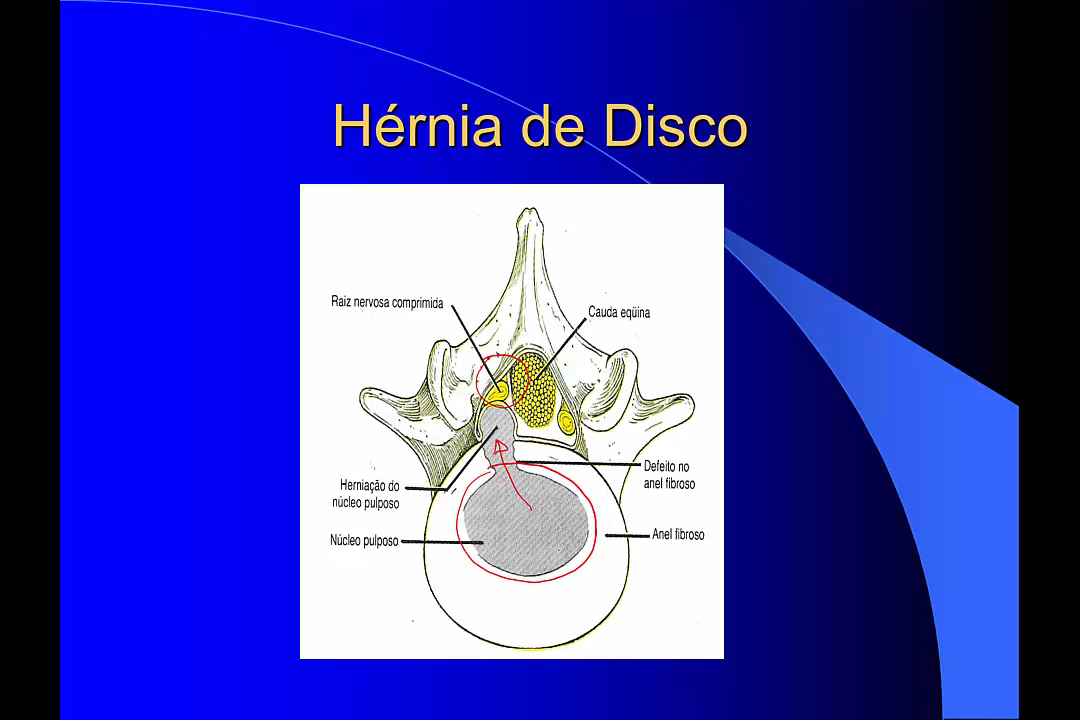 Hérnia de Disco
Raiz nervosa comprimida
Cauda eqüina
Defeito no
anel fibroso
Herniação do
núcleo pulposo
Núcleo pulposo
Anel fibroso